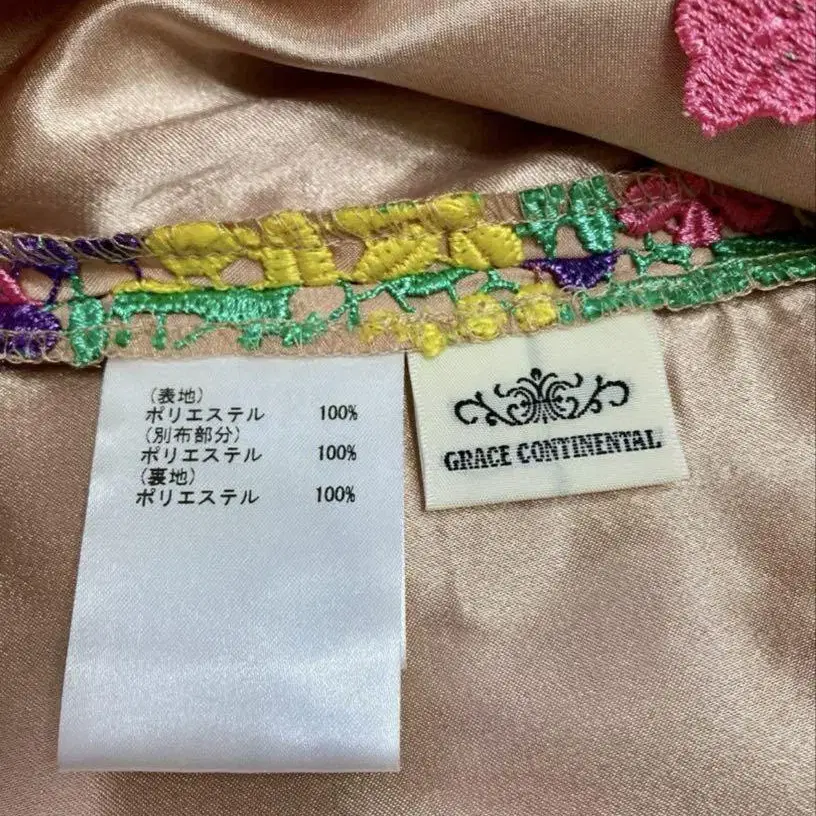 (表地)
ポリエステル 100%
(別布部分)
ポリエステル 100%
(裏地)
ポリエステル 100%
GRACE CONTINENTAL